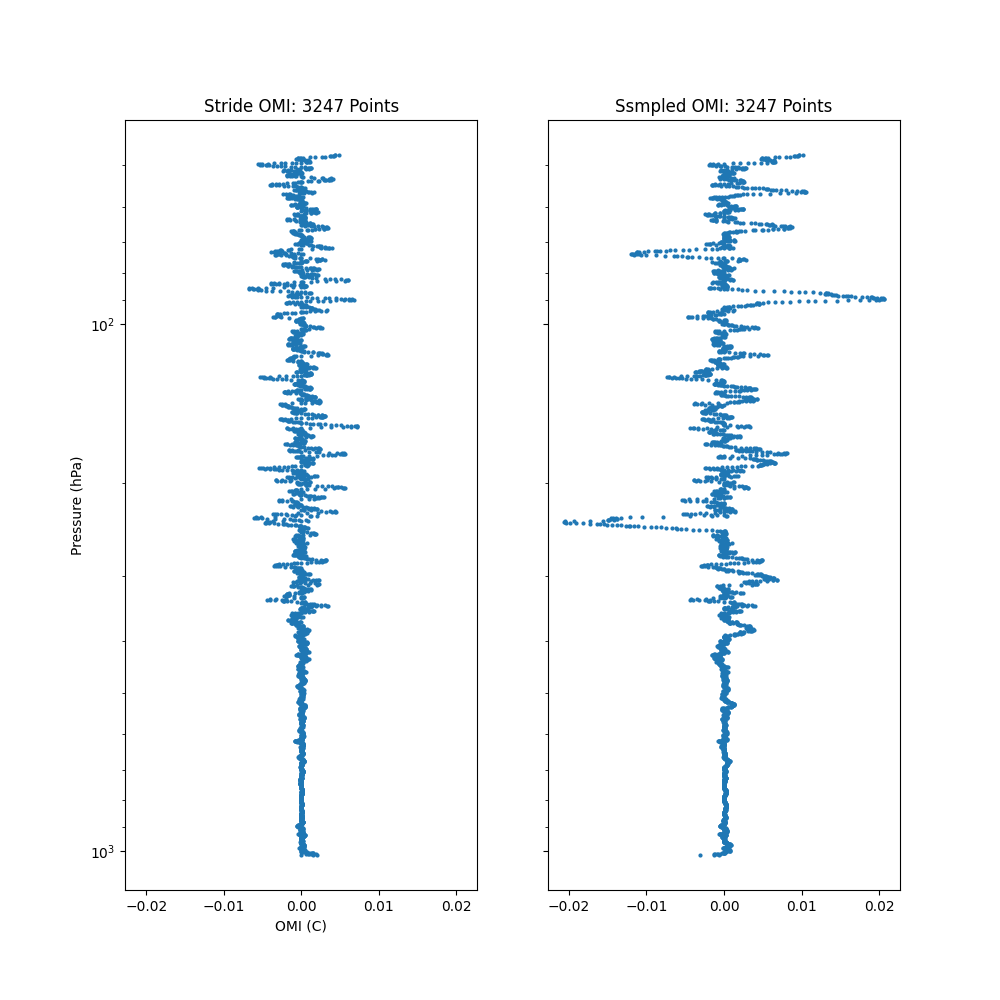 Stride OMI: 3247 Points
Ssmpled OMI: 3247 Points
Pressure (hPa)
10²
10³
−0.02 −0.01 0.00 0.01 0.02
−0.02 −0.01 0.00 0.01 0.02
OMI (C)